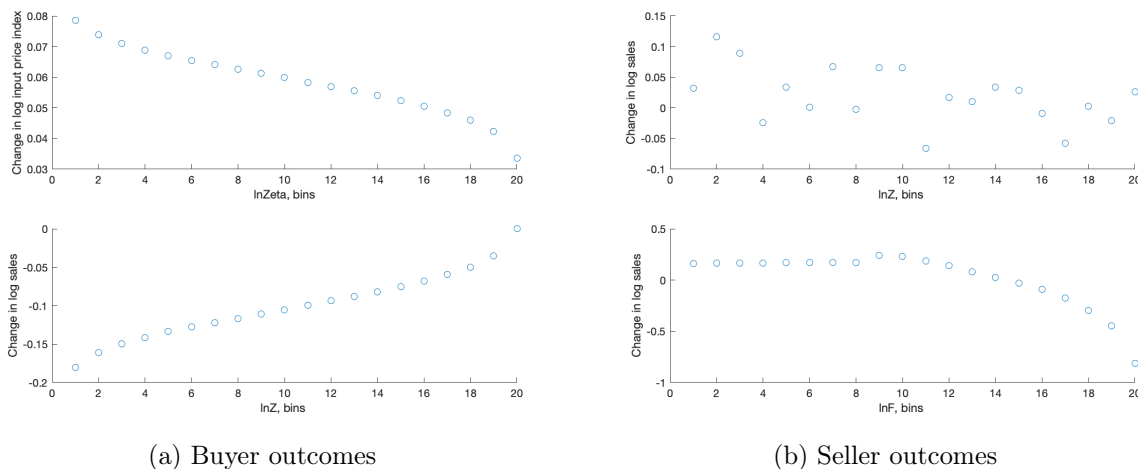 0.08
0.07
0.06
0.05
0.04
0.03
Change in log input price index
0 2 4 6 8 10 12 14 16 18 20
lnZeta, bins
0
-0.05
-0.1
-0.15
-0.2
Change in log sales
0 2 4 6 8 10 12 14 16 18 20
lnZ, bins
(a) Buyer outcomes
0.15
0.1
0.05
0
-0.05
-0.1
Change in log sales
0 2 4 6 8 10 12 14 16 18 20
lnZ, bins
0.5
0
-0.5
-1
Change in log sales
0 2 4 6 8 10 12 14 16 18 20
lnF, bins
(b) Seller outcomes